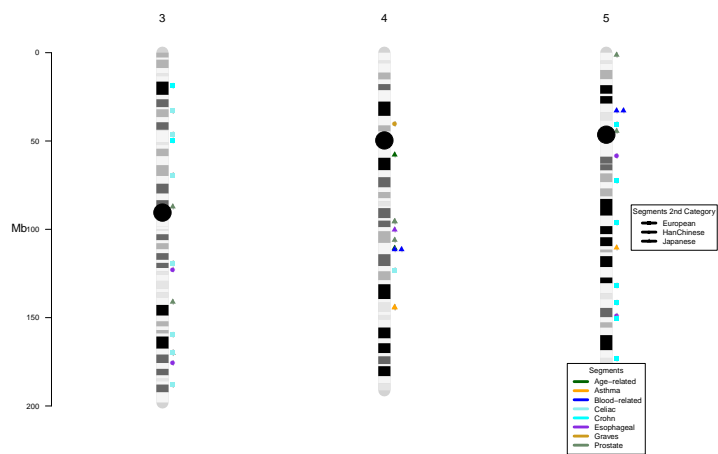 3 4 5
0
50
Mb
100
150
200
Segments 2nd Category
European
HanChinese
Japanese
Segments
Age−related
Asthma
Blood−related
Celiac
Crohn
Esophageal
Graves
Prostate